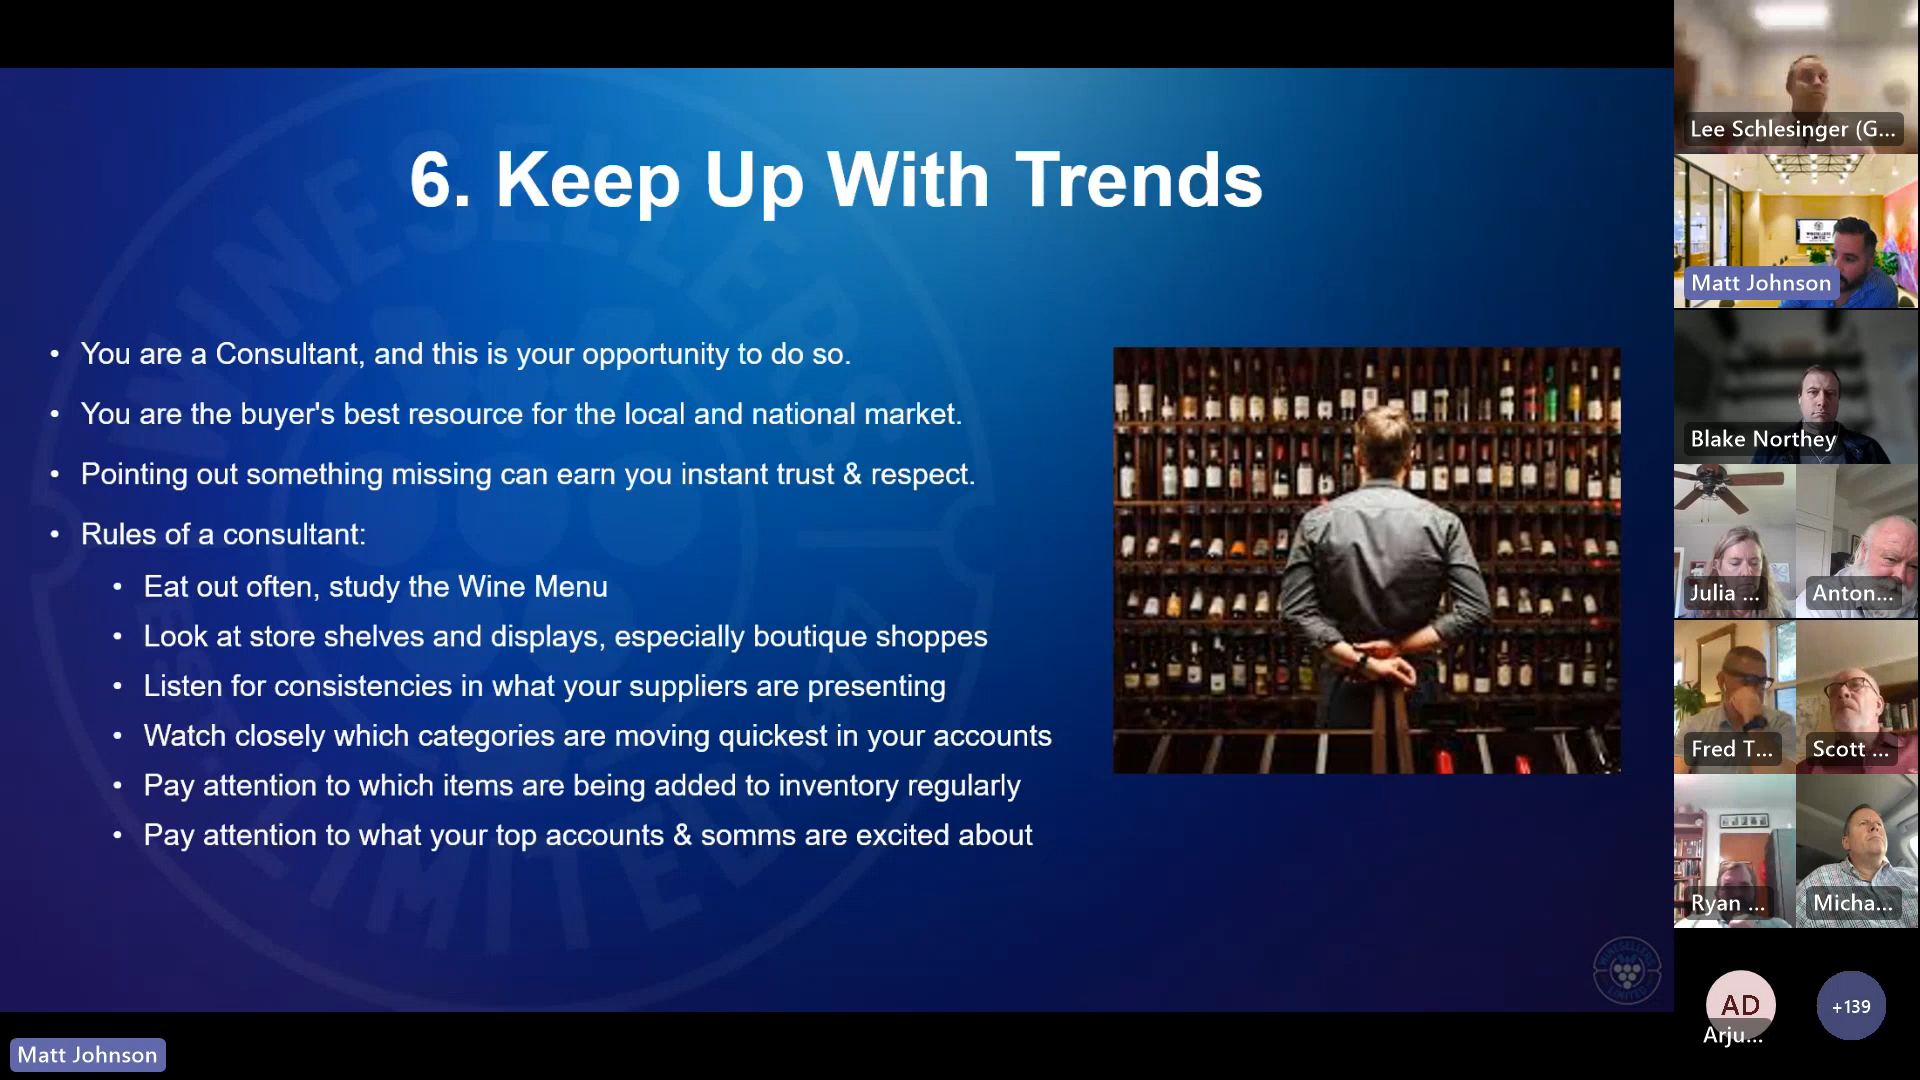 6. Keep Up With Trends
• You are a Consultant, and this is your opportunity to do so.
• You are the buyer's best resource for the local and national market.
• Pointing out something missing can earn you instant trust & respect.
• Rules of a consultant:
• Eat out often, study the Wine Menu
• Look at store shelves and displays, especially boutique shoppes
• Listen for consistencies in what your suppliers are presenting
• Watch closely which categories are moving quickest in your accounts
• Pay attention to which items are being added to inventory regularly
• Pay attention to what your top accounts & somms are excited about
WINESELLERS
LIMITED
WINESELLERS
LIMITED
Matt Johnson
Lee Schlesinger (G...
Matt Johnson
Blake Northey
Julia ...
Anton...
Fred T...
Scott ...
Ryan ...
Micha...
AD
Arju...
+139